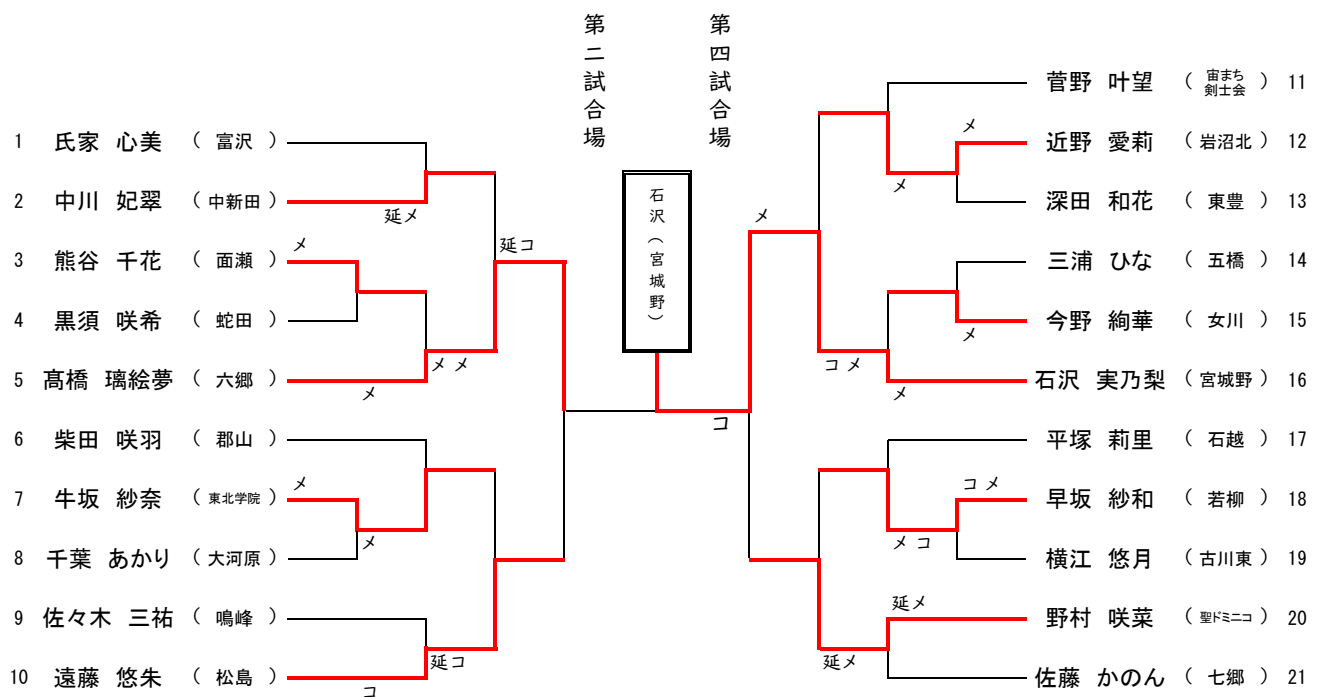 第二試合場
第四試合場
石沢（宮城野）
1 氏家 心美 （ 富沢 ）
2 中川 妃翠 （ 中新田 ）
延メ
メ
延コ
3 熊谷 千花 （ 面瀬 ）
4 黒須 咲希 （ 蛇田 ）
メメ
5 髙橋 璃絵夢 （ 六郷 ）
メ
6 柴田 咲羽 （ 郡山 ）
メ
7 牛坂 紗奈 （ 東北学院 ）
メ
8 千葉 あかり （ 大河原 ）
9 佐々木 三祐 （ 鳴峰 ）
延コ
10 遠藤 悠朱 （ 松島 ）
コ
菅野 叶望 （ 宙まち剣士会 ） 11
メ
近野 愛莉 （ 岩沼北 ） 12
メ
深田 和花 （ 東豊 ） 13
メ
三浦 ひな （ 五橋 ） 14
今野 絢華 （ 女川 ） 15
メ
コメ
石沢 実乃梨 （ 宮城野 ） 16
メ
コ
平塚 莉里 （ 石越 ） 17
コメ
早坂 紗和 （ 若柳 ） 18
メコ
横江 悠月 （ 古川東 ） 19
延メ
野村 咲菜 （ 聖ドミニコ ） 20
延メ
佐藤 かのん （ 七郷 ） 21